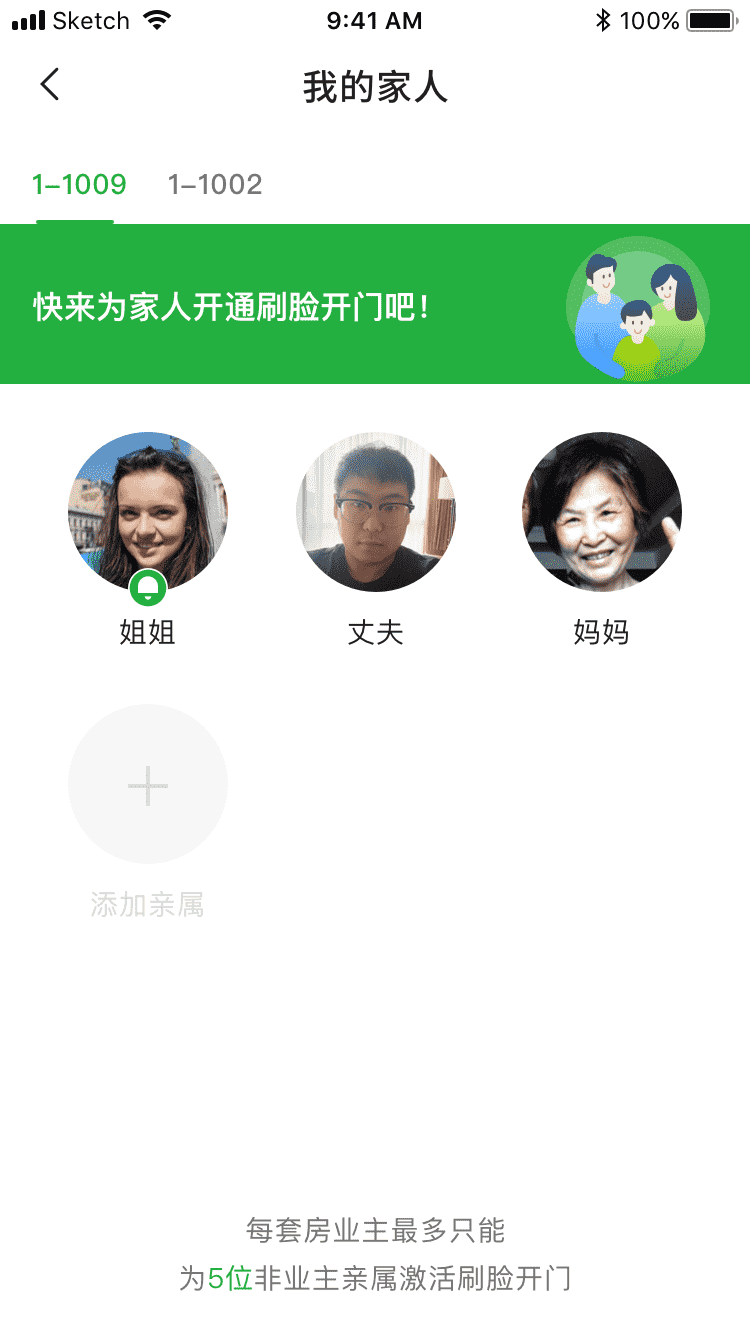 Sketch 9:41 AM 100%
我的家人
1–1009 1–1002
快来为家人开通刷脸开门吧！
姐姐 丈夫 妈妈
添加亲属
每套房业主最多只能
为5位非业主亲属激活刷脸开门